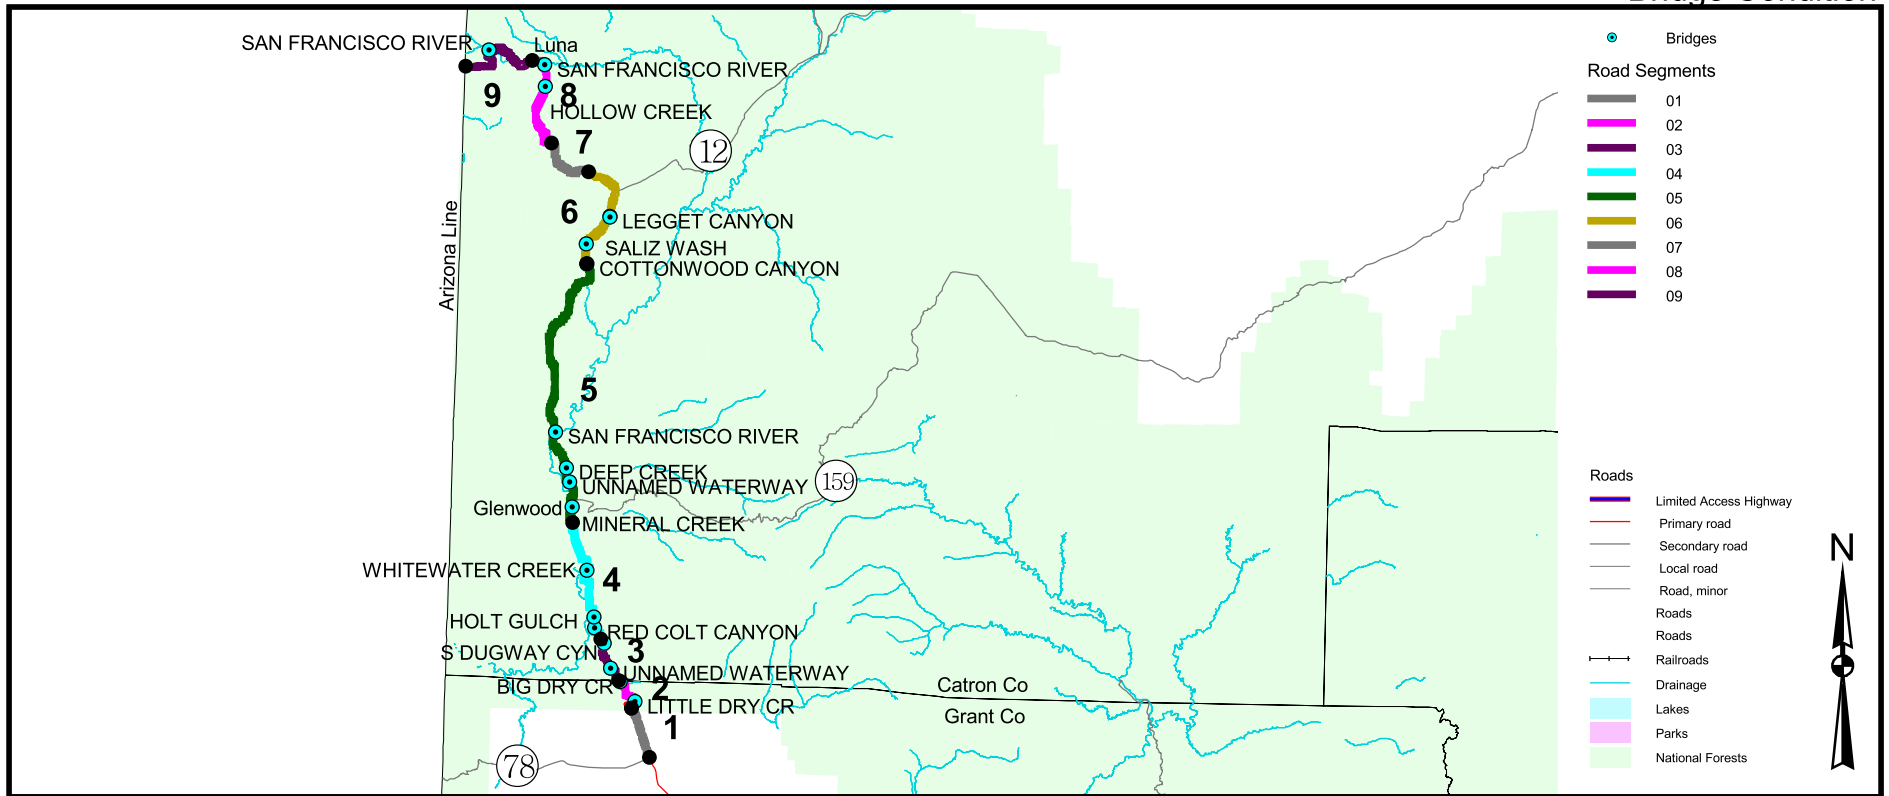 SAN FRANCISCO RIVER
Luna
SAN FRANCISCO RIVER
9
8
HOLLOW CREEK
7
12
6
LEGGET CANYON
SALIZ WASH
COTTONWOOD CANYON
Arizona Line
5
SAN FRANCISCO RIVER
DEEP CREEK
UNNAMED WATERWAY
159
Glenwood
MINERAL CREEK
WHITEWATER CREEK
4
HOLT GULCH
RED COLT CANYON
S DUGWAY CYN
3
UNNAMED WATERWAY
BIG DRY CR
2
LITTLE DRY CR
1
Catron Co
Grant Co
78
Bridges
Road Segments
01
02
03
04
05
06
07
08
09
Roads
Limited Access Highway
Primary road
Secondary road
Local road
Road, minor
Roads
Roads
Railroads
Drainage
Lakes
Parks
National Forests
N